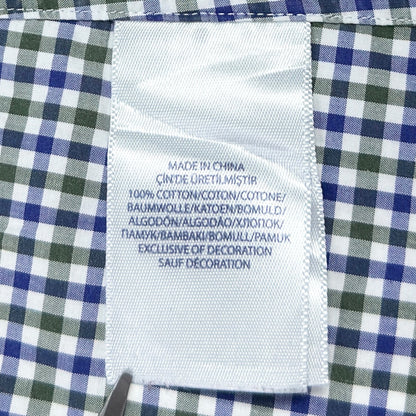 MADE IN CHINA
ÇİN'DE ÜRETİLMİŞTİR
100% COTTON/COTON/COTONE/
BAUMWOLLE/KATOEN/BOMULD/
ALGODÓN/ALGODÃO/ХЛОПОК/
ПАМУК/BAMBAKI/BOMULL/PAMUK
EXCLUSIVE OF DECORATION
SAUF DÉCORATION